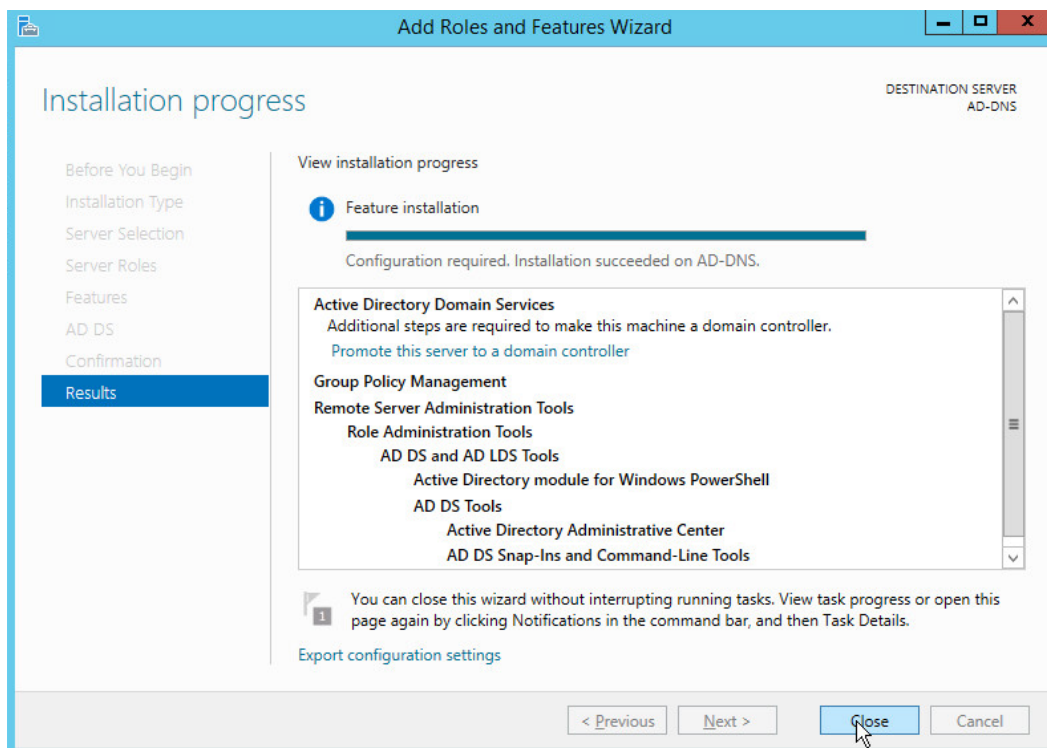 Add Roles and Features Wizard
Installation progress
DESTINATION SERVER
AD-DNS
Before You Begin
Installation Type
Server Selection
Server Roles
Features
AD DS
Confirmation
Results
View installation progress
Feature installation
Configuration required. Installation succeeded on AD-DNS.
Active Directory Domain Services
Additional steps are required to make this machine a domain controller.
Promote this server to a domain controller
Group Policy Management
Remote Server Administration Tools
Role Administration Tools
AD DS and AD LDS Tools
Active Directory module for Windows PowerShell
AD DS Tools
Active Directory Administrative Center
AD DS Snap-Ins and Command-Line Tools
1
You can close this wizard without interrupting running tasks. View task progress or open this
page again by clicking Notifications in the command bar, and then Task Details.
Export configuration settings
< Previous
Next >
Close
Cancel